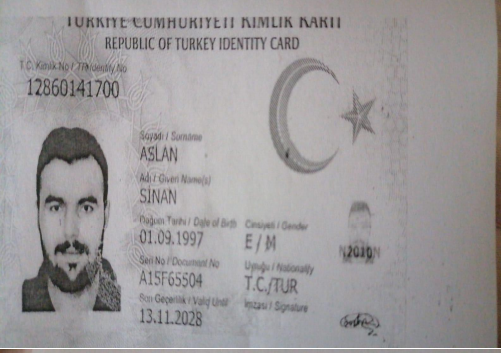 TÜRKİYE CUMHURİYETİ KİMLİK KARTI
REPUBLIC OF TURKEY IDENTITY CARD
T.C. Kimlik No / TR Identity No
12860141700
Soyadı / Surname
ASLAN
Adı / Given Name(s)
SİNAN
Doğum Tarihi / Date of Birth Cinsiyeti / Gender
01.09.1997 E / M
Seri No / Document No Uyruğu / Nationality
A15F65504 T.C./TUR
Son Geçerlilik / Valid Until İmzası / Signature
13.11.2028